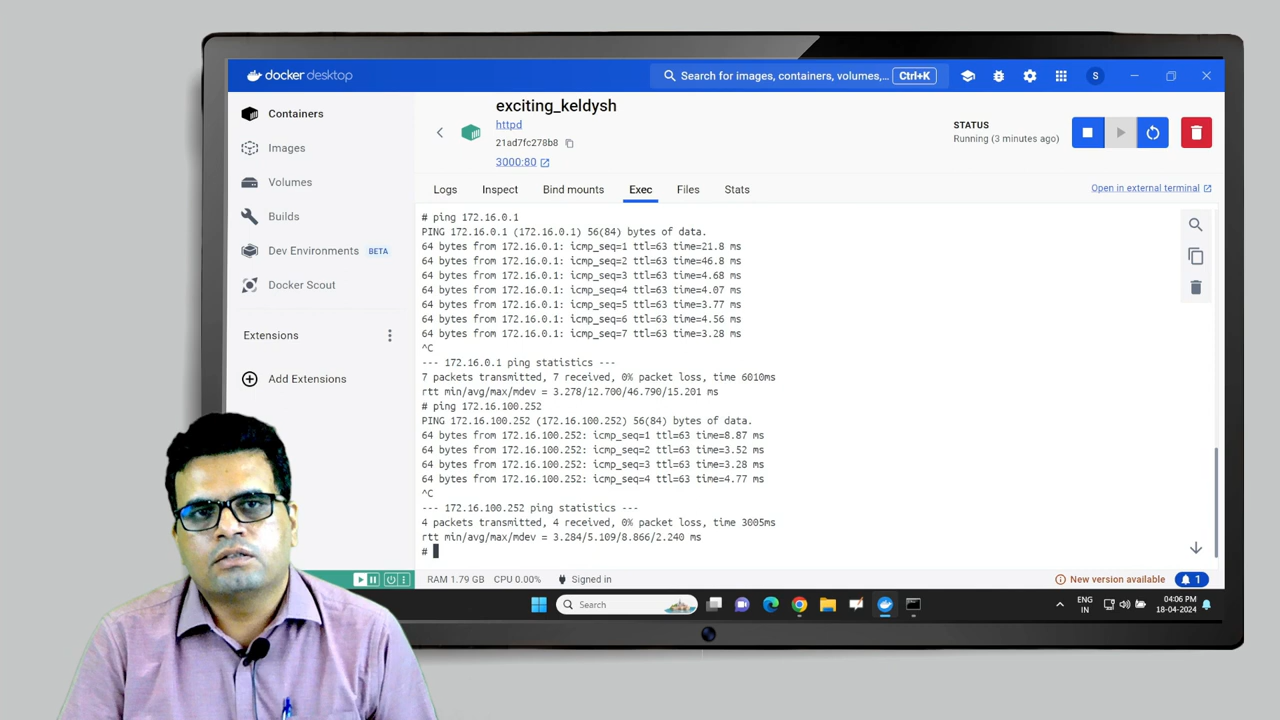 docker desktop
Search for images, containers, volumes,... Ctrl+K
S
Containers
Images
Volumes
Builds
Dev Environments BETA
Docker Scout
Extensions
Add Extensions
exciting_keldysh
httpd
21ad7fc278b8
3000:80
STATUS
Running (3 minutes ago)
Logs Inspect Bind mounts Exec Files Stats
Open in external terminal
# ping 172.16.0.1
PING 172.16.0.1 (172.16.0.1) 56(84) bytes of data.
64 bytes from 172.16.0.1: icmp_seq=1 ttl=63 time=21.8 ms
64 bytes from 172.16.0.1: icmp_seq=2 ttl=63 time=46.8 ms
64 bytes from 172.16.0.1: icmp_seq=3 ttl=63 time=4.68 ms
64 bytes from 172.16.0.1: icmp_seq=4 ttl=63 time=4.07 ms
64 bytes from 172.16.0.1: icmp_seq=5 ttl=63 time=3.77 ms
64 bytes from 172.16.0.1: icmp_seq=6 ttl=63 time=4.56 ms
64 bytes from 172.16.0.1: icmp_seq=7 ttl=63 time=3.28 ms
^C
--- 172.16.0.1 ping statistics ---
7 packets transmitted, 7 received, 0% packet loss, time 6010ms
rtt min/avg/max/mdev = 3.278/12.700/46.790/15.201 ms
# ping 172.16.100.252
PING 172.16.100.252 (172.16.100.252) 56(84) bytes of data.
64 bytes from 172.16.100.252: icmp_seq=1 ttl=63 time=8.87 ms
64 bytes from 172.16.100.252: icmp_seq=2 ttl=63 time=3.52 ms
64 bytes from 172.16.100.252: icmp_seq=3 ttl=63 time=3.28 ms
64 bytes from 172.16.100.252: icmp_seq=4 ttl=63 time=4.77 ms
^C
--- 172.16.100.252 ping statistics ---
4 packets transmitted, 4 received, 0% packet loss, time 3005ms
rtt min/avg/max/mdev = 3.284/5.109/8.866/2.240 ms
#
RAM 1.79 GB CPU 0.00% Signed in
New version available 1
Search
ENG
IN
04:06 PM
18-04-2024